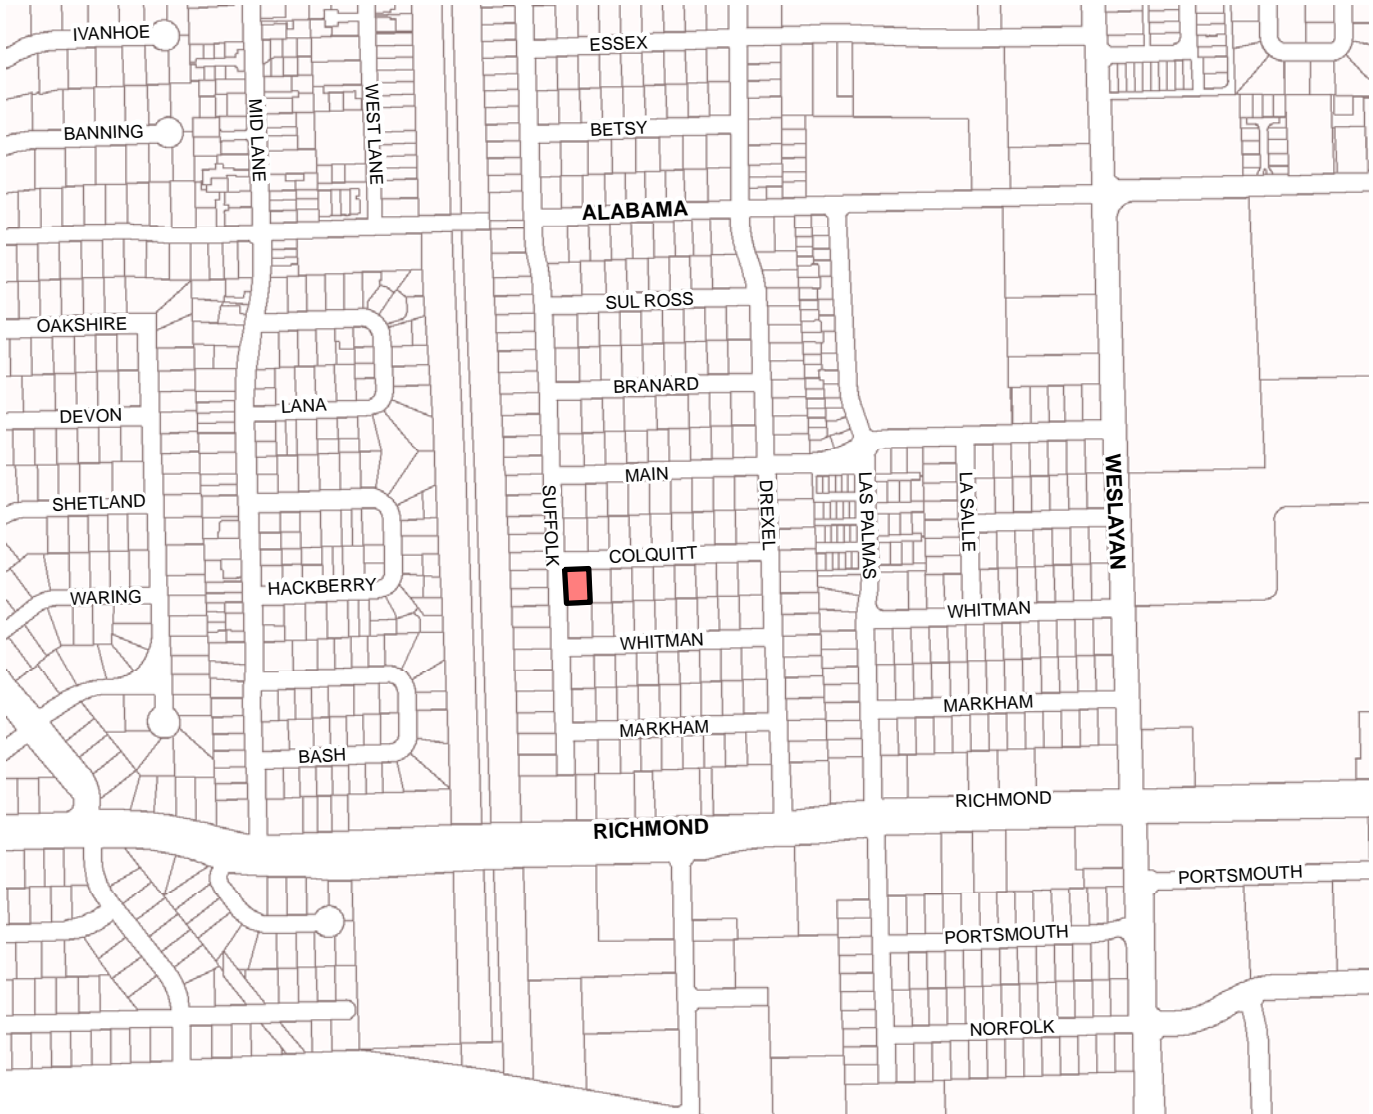 IVANHOE
ESSEX
WEST LANE
MID LANE
BANNING
BETSY
ALABAMA
SUL ROSS
OAKSHIRE
BRANARD
LANA
DEVON
MAIN
WESLAYAN
SUFFOLK
DREXEL
LAS PALMAS
LA SALLE
SHETLAND
COLQUITT
HACKBERRY
WARING
WHITMAN
WHITMAN
MARKHAM
MARKHAM
BASH
RICHMOND
RICHMOND
PORTSMOUTH
PORTSMOUTH
NORFOLK